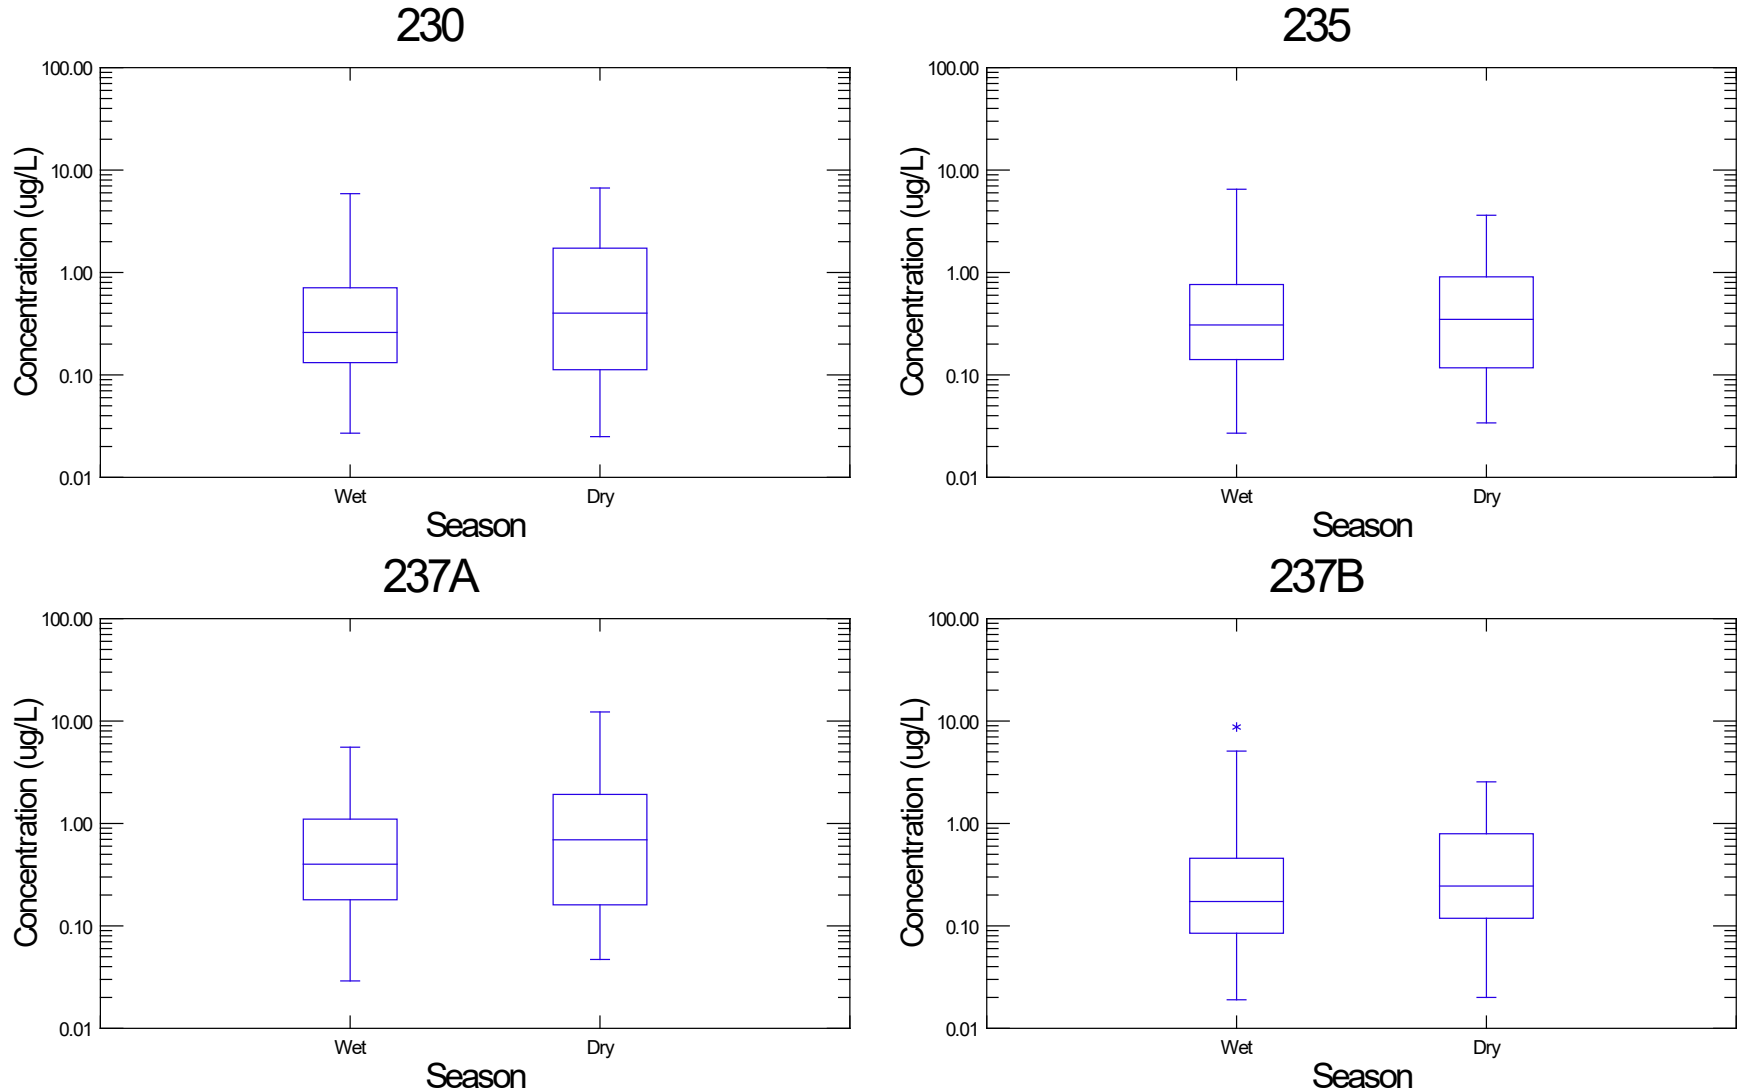 230
100.00
10.00
1.00
0.10
0.01
Concentration (ug/L)
Wet
Dry
Season
235
100.00
10.00
1.00
0.10
0.01
Concentration (ug/L)
Wet
Dry
Season
237A
100.00
10.00
1.00
0.10
0.01
Concentration (ug/L)
Wet
Dry
Season
237B
100.00
10.00
1.00
0.10
0.01
Concentration (ug/L)
Wet
Dry
Season